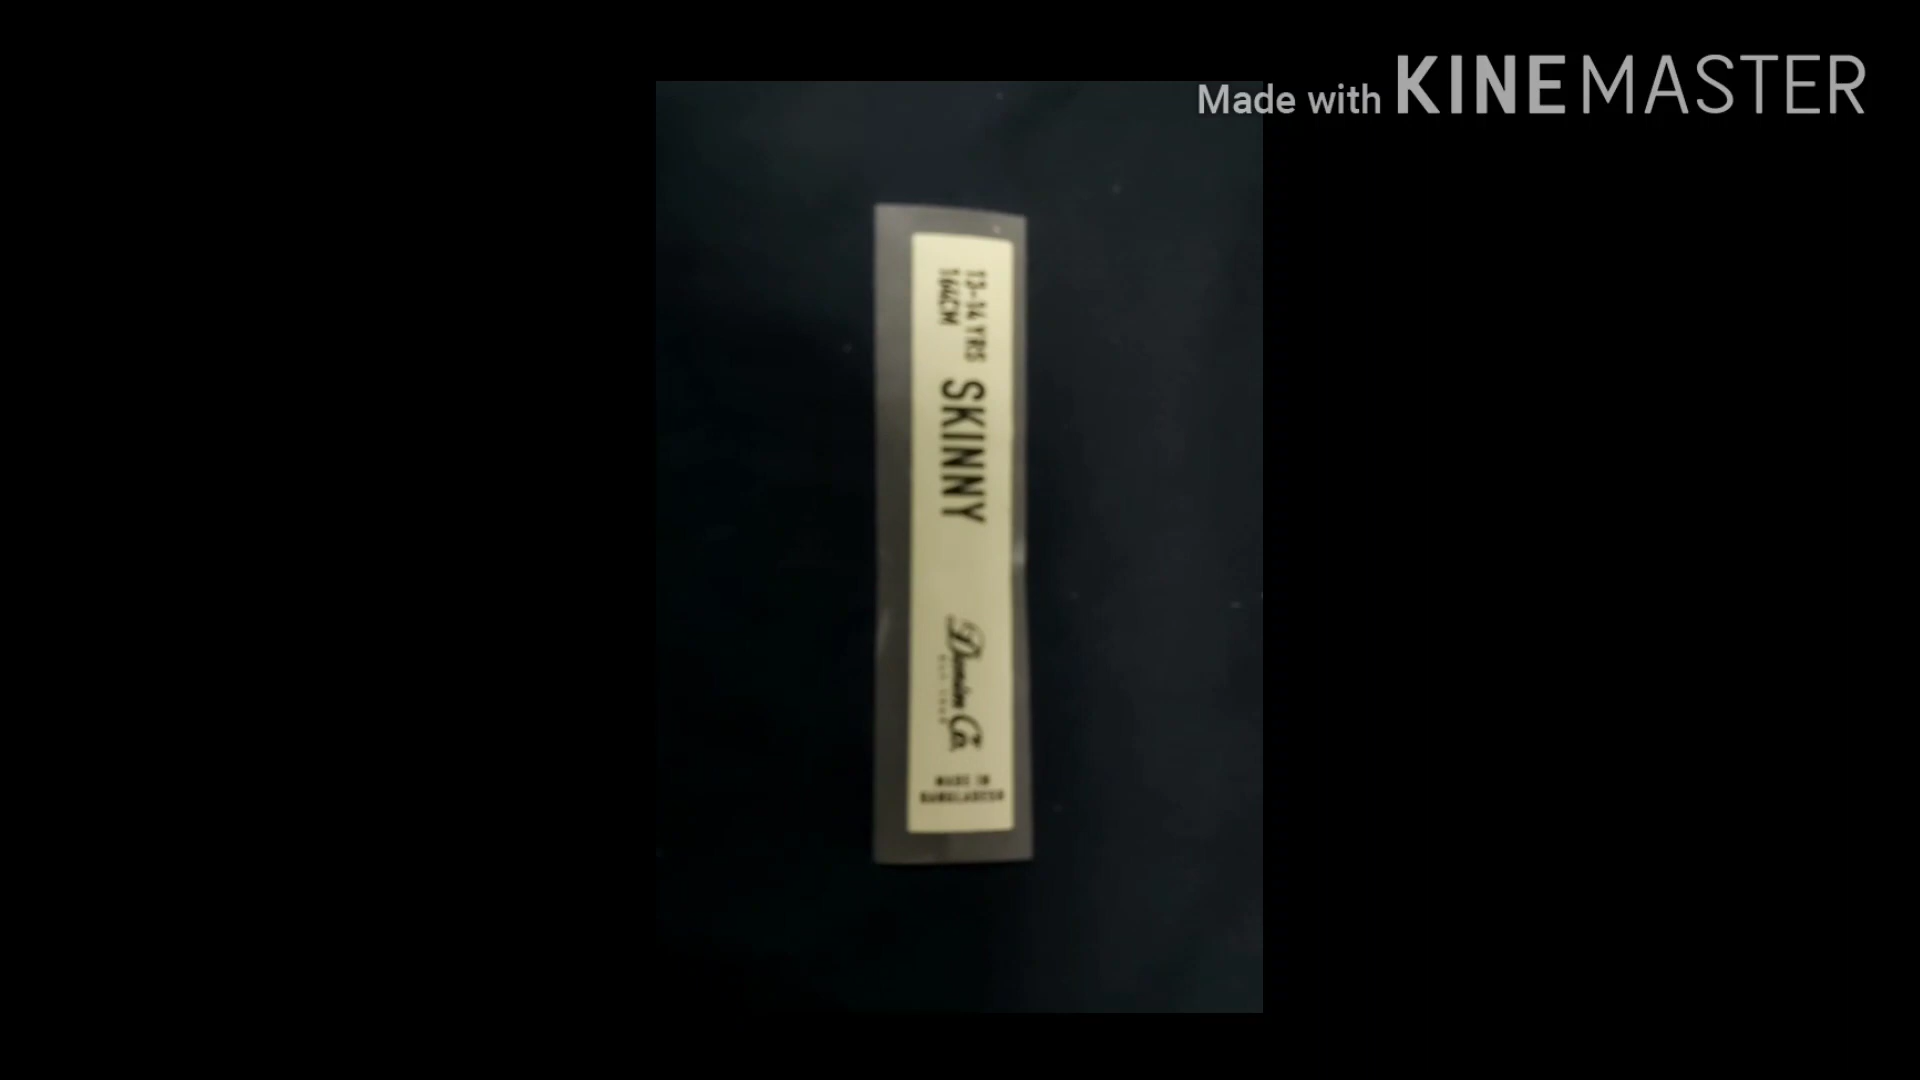 Made with KINEMASTER
13-14 YRS
164CM
SKINNY
Denim Co.
MADE IN
BANGLADESH